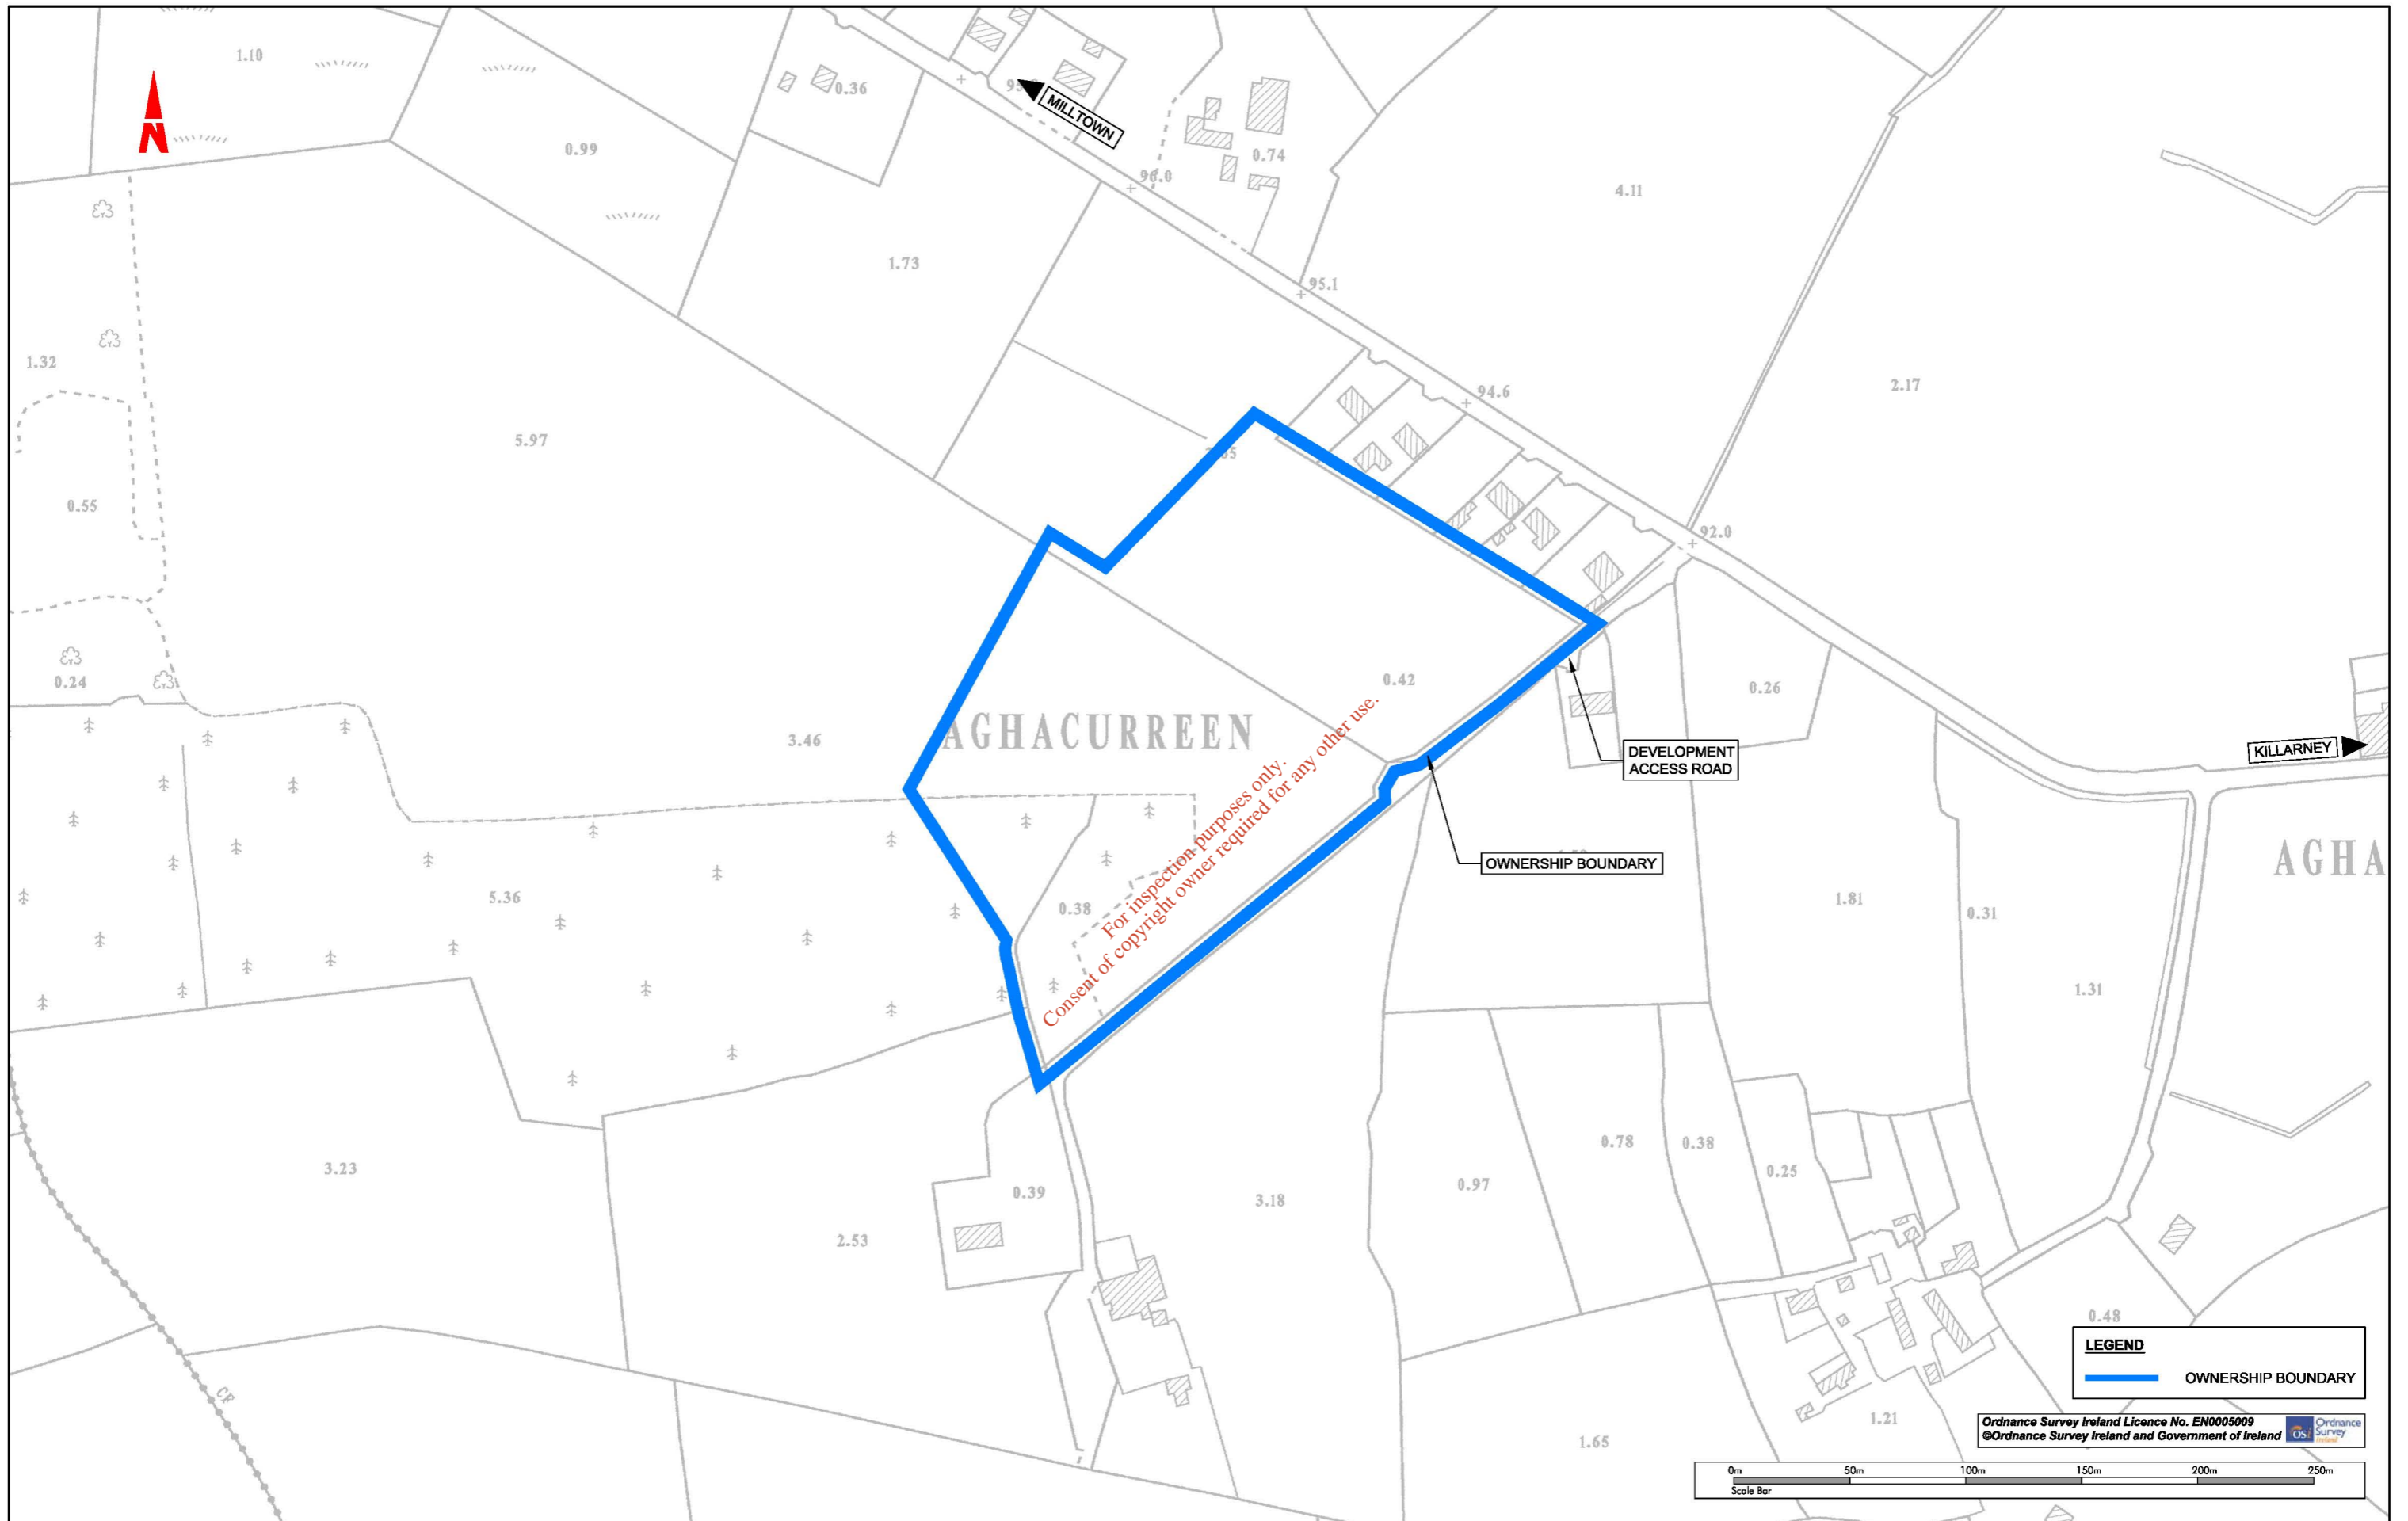 1.10
N
0.36
95.
MILLTOWN
0.99
0.74
96.0
4.11
1.73
95.1
1.32
94.6
2.17
5.97
0.55
92.0
0.24
0.42
0.26
3.46
AGHACURREEN
DEVELOPMENT
ACCESS ROAD
KILLARNEY
OWNERSHIP BOUNDARY
For inspection purposes only.
Consent of copyright owner required for any other use.
AGHA
5.36
0.38
1.81
0.31
1.31
3.23
0.39
3.18
0.97
0.78
0.38
0.25
2.53
CF
0.48
LEGEND
OWNERSHIP BOUNDARY
1.21
1.65
Ordnance Survey Ireland Licence No. EN0005009
©Ordnance Survey Ireland and Government of Ireland
OSi
Ordnance
Survey
Ireland
0m 50m 100m 150m 200m 250m
Scale Bar